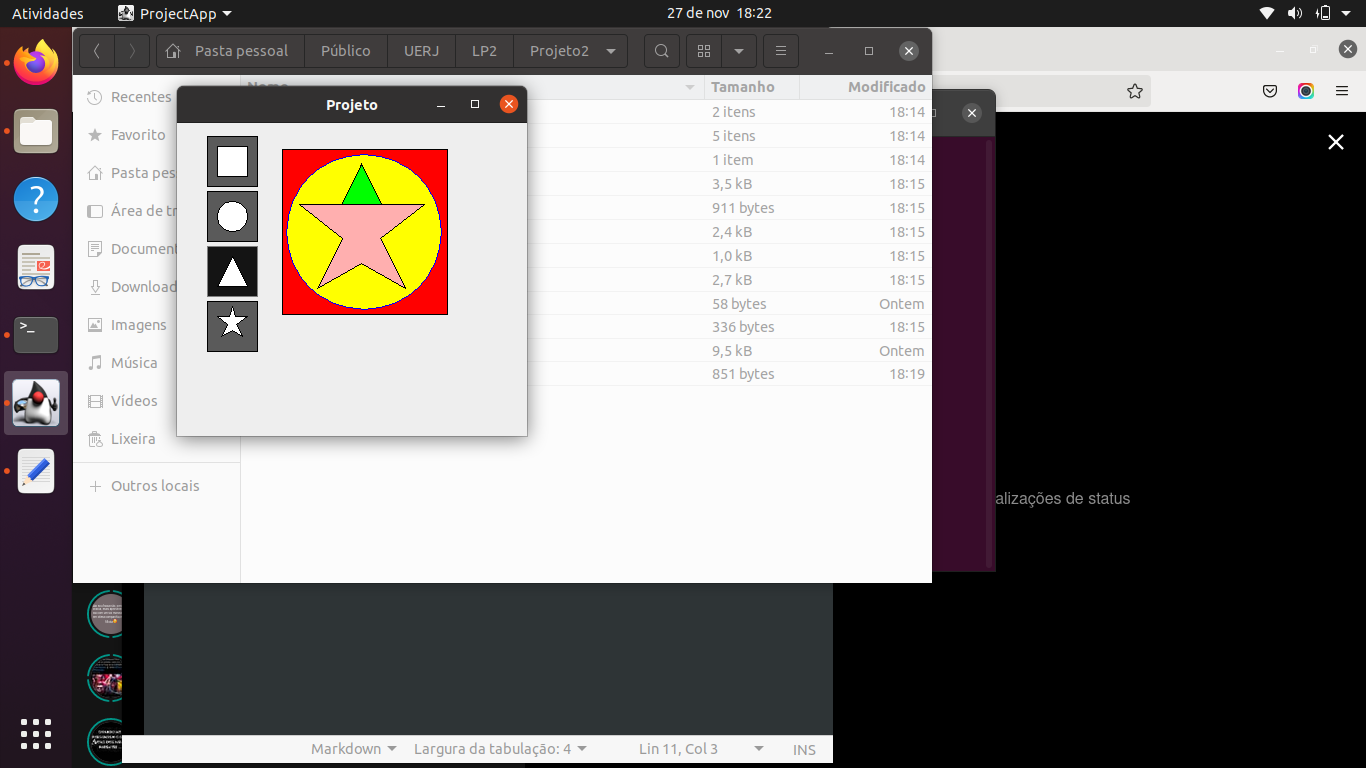 Atividades ProjectApp 27 de nov 18:22
Pasta pessoal Público UERJ LP2 Projeto2
Nome Tamanho Modificado
Projeto
Recentes
Favorito
Pasta pes
Área de tr
Document
Download
Imagens
Música
Vídeos
Lixeira
Outros locais
2 itens 18:14
5 itens 18:14
1 item 18:14
3,5 kB 18:15
911 bytes 18:15
2,4 kB 18:15
1,0 kB 18:15
2,7 kB 18:15
58 bytes Ontem
336 bytes 18:15
9,5 kB Ontem
851 bytes 18:19
alizações de status
Markdown Largura da tabulação: 4 Lin 11, Col 3 INS